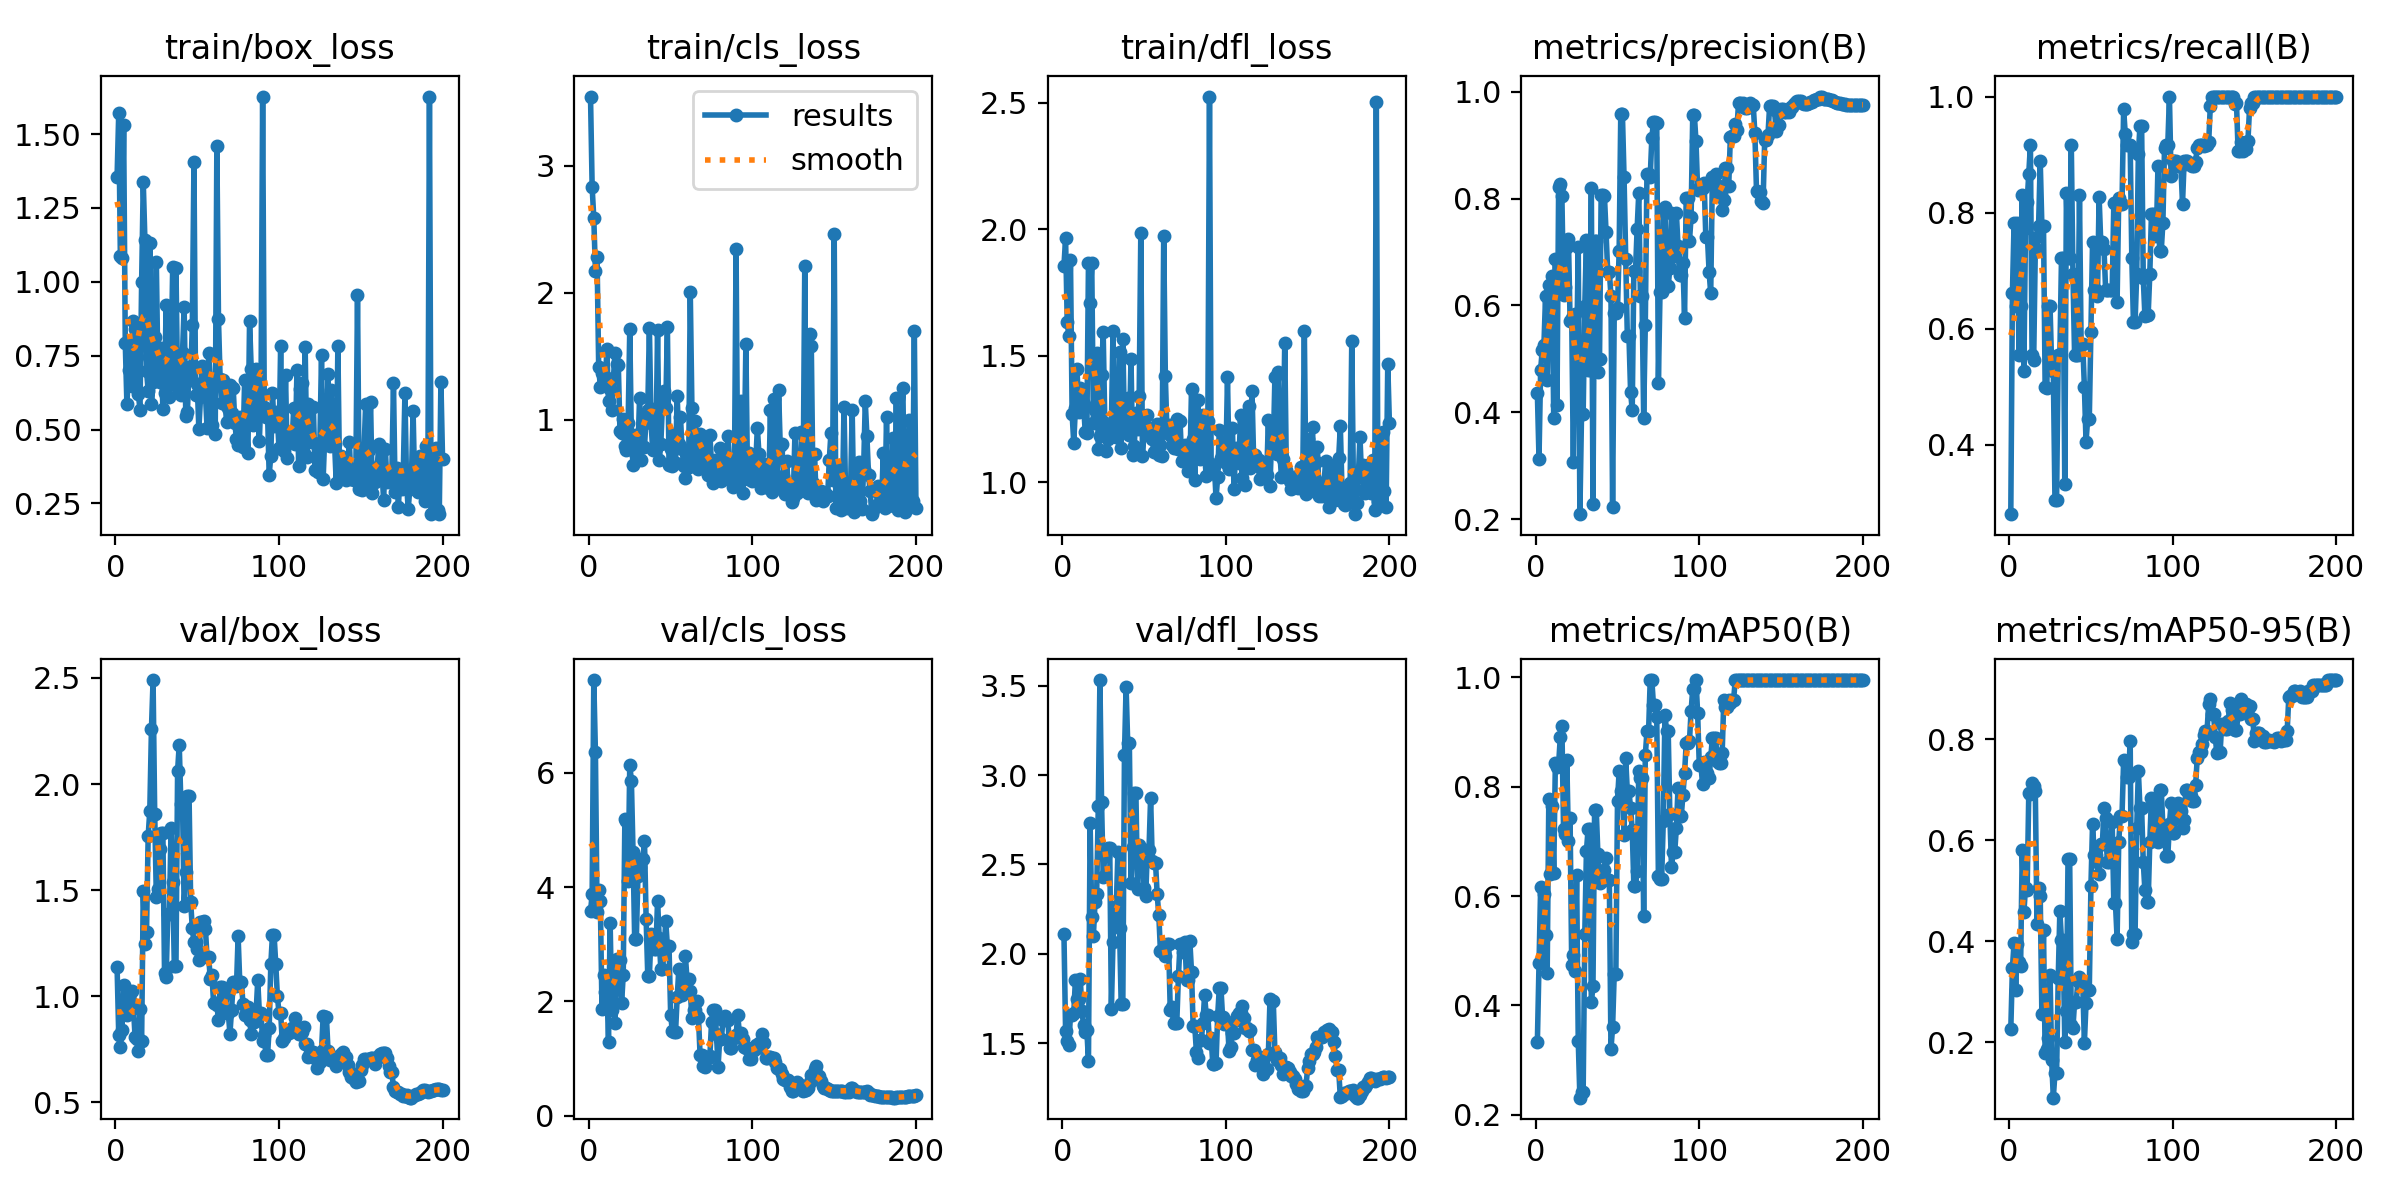 train/box_loss
1.50
1.25
1.00
0.75
0.50
0.25
0 100 200
train/cls_loss
results
smooth
3
2
1
0 100 200
train/dfl_loss
2.5
2.0
1.5
1.0
0 100 200
metrics/precision(B)
1.0
0.8
0.6
0.4
0.2
0 100 200
metrics/recall(B)
1.0
0.8
0.6
0.4
0 100 200
val/box_loss
2.5
2.0
1.5
1.0
0.5
0 100 200
val/cls_loss
6
4
2
0
0 100 200
val/dfl_loss
3.5
3.0
2.5
2.0
1.5
0 100 200
metrics/mAP50(B)
1.0
0.8
0.6
0.4
0.2
0 100 200
metrics/mAP50-95(B)
0.8
0.6
0.4
0.2
0 100 200